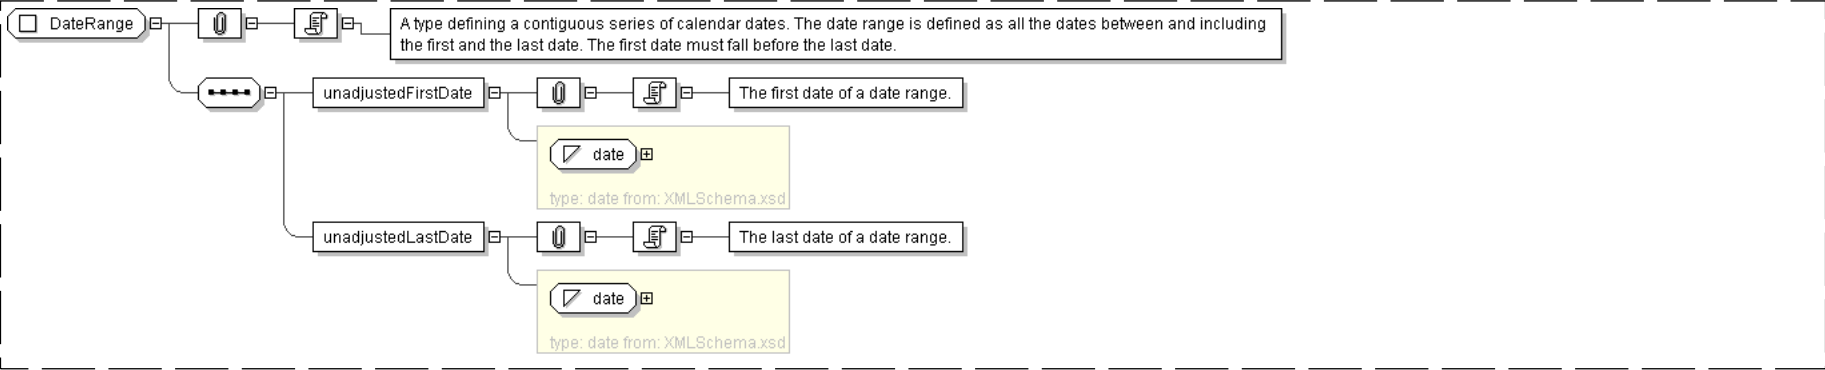 DateRange
A type defining a contiguous series of calendar dates. The date range is defined as all the dates between and including
the first and the last date. The first date must fall before the last date.
unadjustedFirstDate
The first date of a date range.
date
type: date from: XMLSchema.xsd
unadjustedLastDate
The last date of a date range.
date
type: date from: XMLSchema.xsd